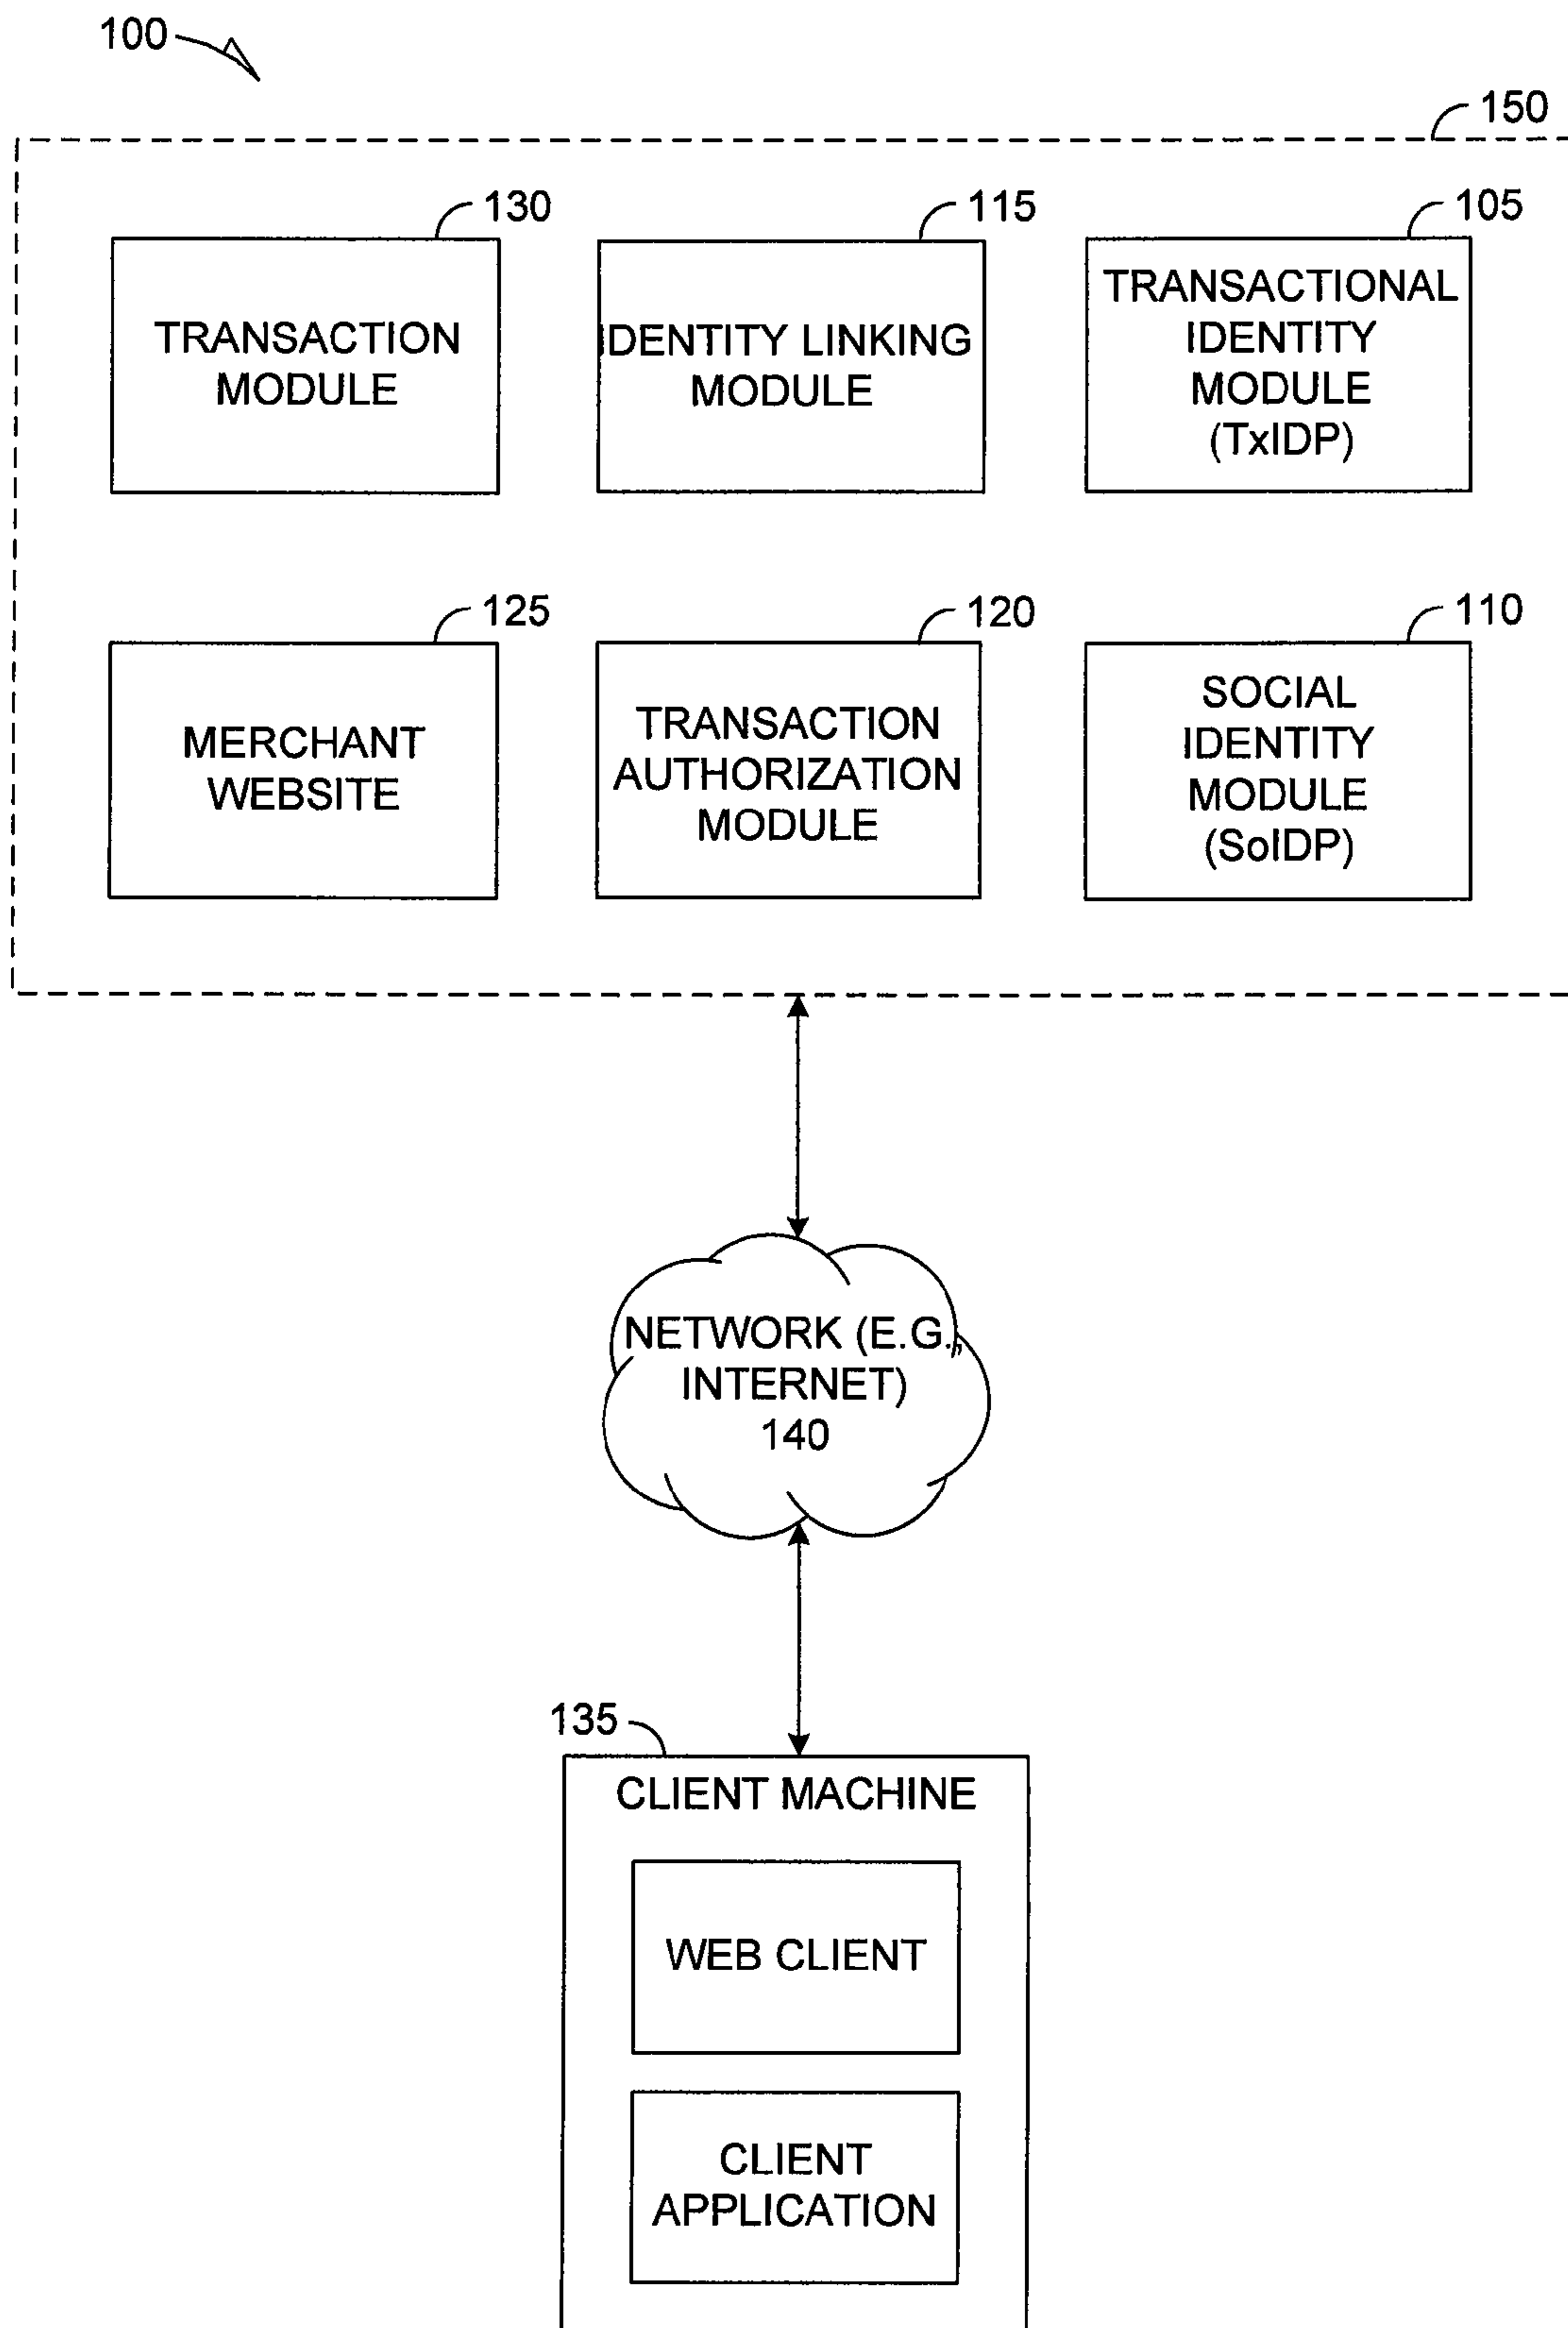 100
150
130
115
105
TRANSACTION
MODULE
IDENTITY LINKING
MODULE
TRANSACTIONAL
IDENTITY
MODULE
(TxIDP)
125
120
110
MERCHANT
WEBSITE
TRANSACTION
AUTHORIZATION
MODULE
SOCIAL
IDENTITY
MODULE
(SoIDP)
NETWORK (E.G.,
INTERNET)
140
135
CLIENT MACHINE
WEB CLIENT
CLIENT
APPLICATION